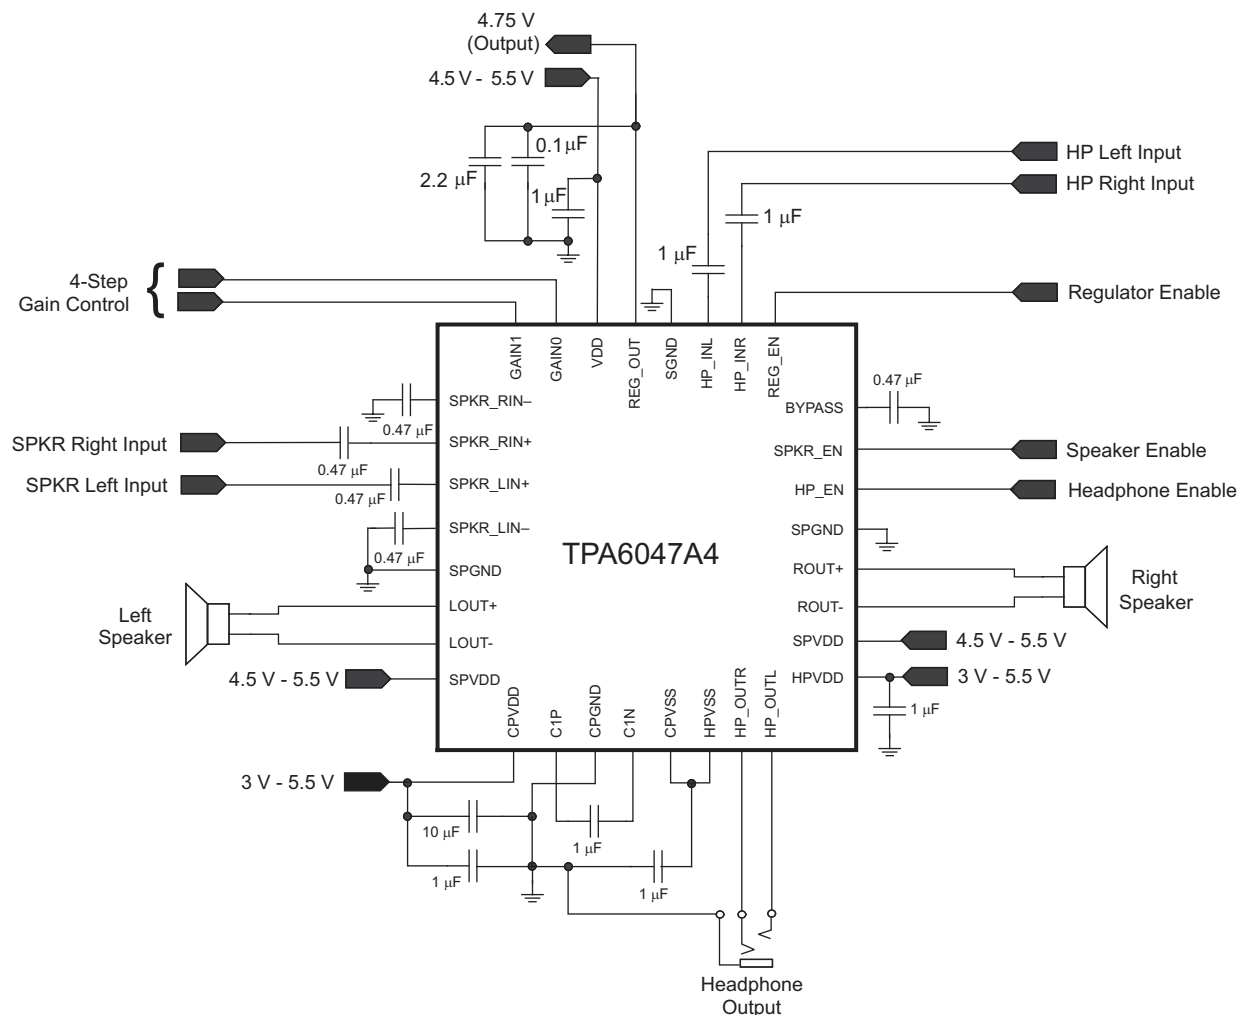 4.75 V
(Output)
4.5 V - 5.5 V
0.1 μF
2.2 μF
1 μF
HP Left Input
HP Right Input
1 μF
1 μF
4-Step
Gain Control
{
Regulator Enable
GAIN1
GAIN0
VDD
REG_OUT
SGND
HP_INL
HP_INR
REG_EN
SPKR_RIN–
0.47 μF
SPKR Right Input
SPKR_RIN+
0.47 μF
SPKR Left Input
SPKR_LIN+
0.47 μF
SPKR_LIN–
0.47 μF
SPGND
Left
Speaker
LOUT+
LOUT-
4.5 V - 5.5 V
SPVDD
TPA6047A4
BYPASS
0.47 μF
SPKR_EN
Speaker Enable
HP_EN
Headphone Enable
SPGND
ROUT+
ROUT-
Right
Speaker
SPVDD
4.5 V - 5.5 V
HPVDD
3 V - 5.5 V
1 μF
CPVDD
C1P
CPGND
C1N
CPVSS
HPVSS
HP_OUTR
HP_OUTL
3 V - 5.5 V
10 μF
1 μF
1 μF
1 μF
Headphone
Output